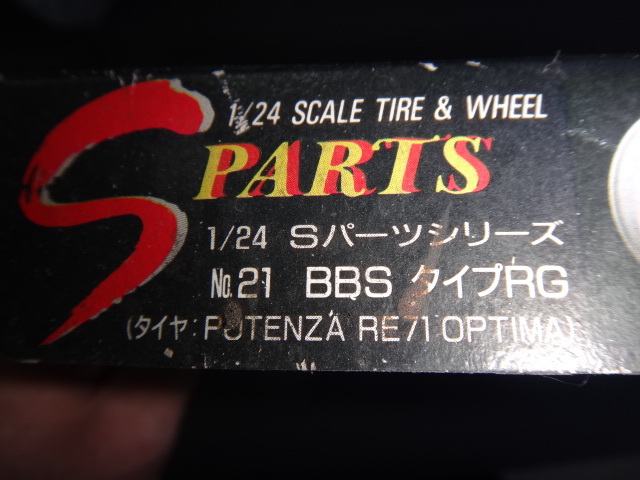 1/24 SCALE TIRE & WHEEL
S PARTS
1/24 Sパーツシリーズ
No.21 BBS タイプRG
(タイヤ: POTENZA RE71 OPTIMA)